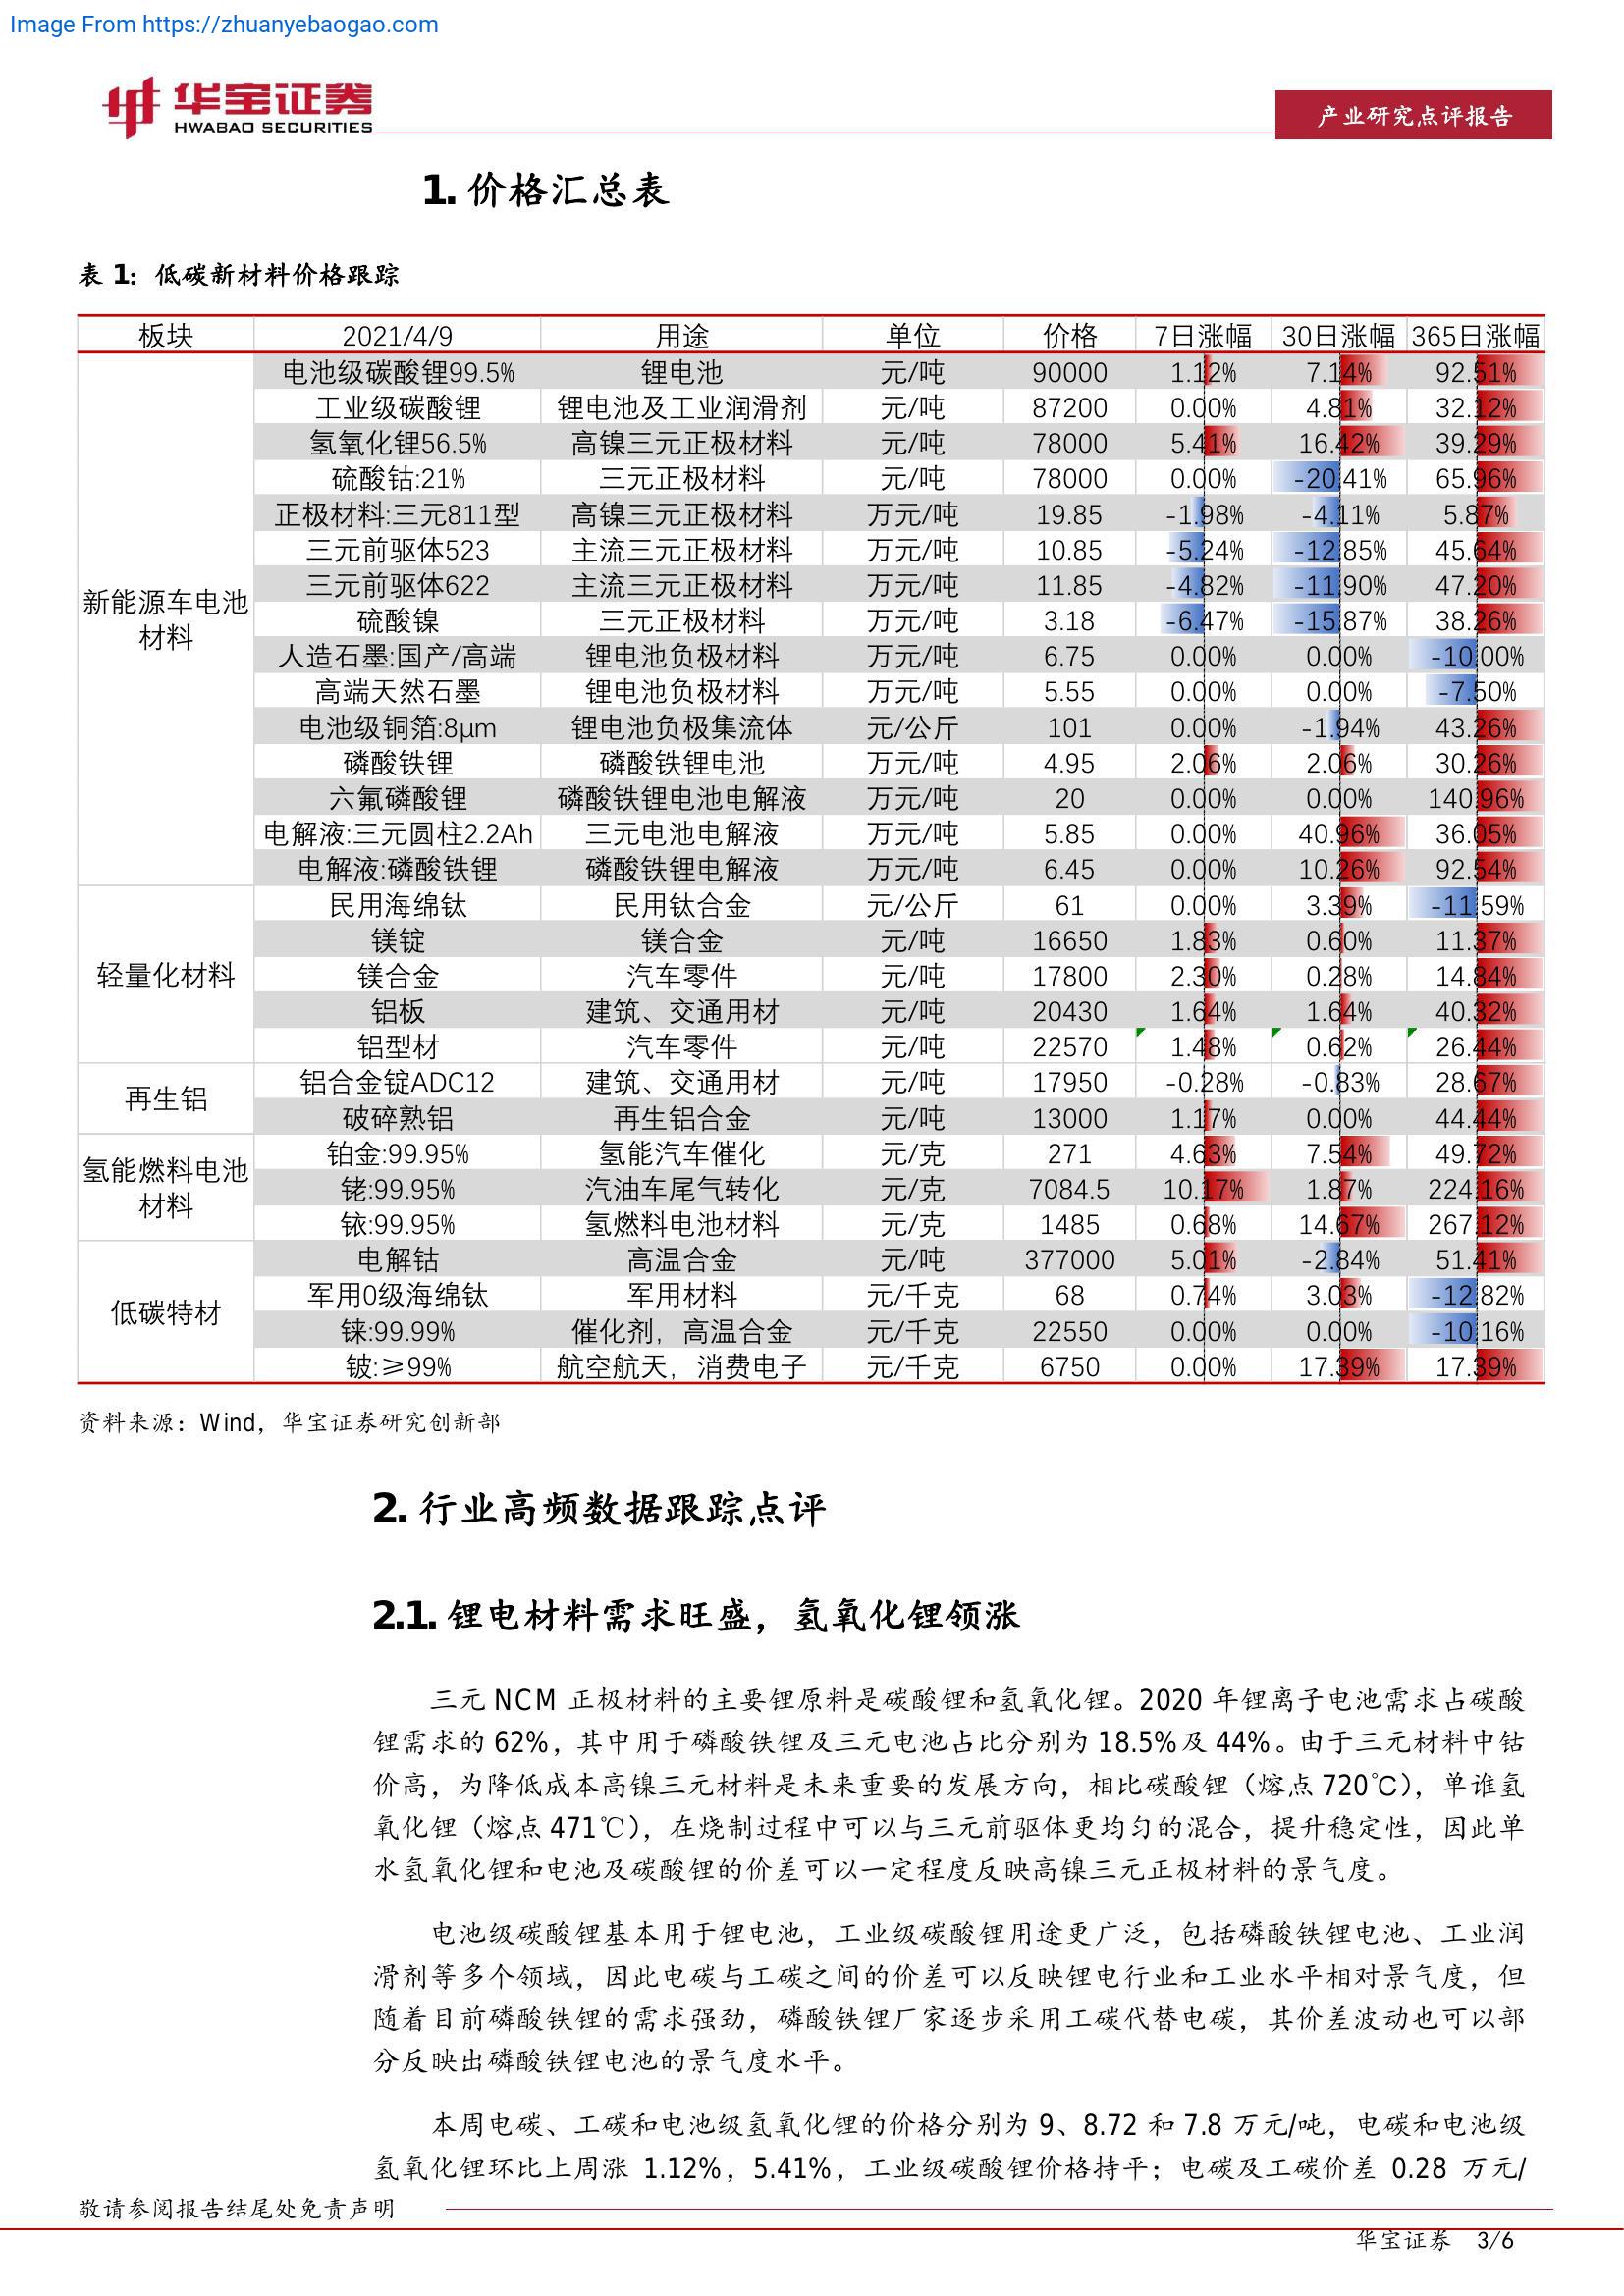 Image From https://zhuanyebaogao.com
华宝证券
HWABAO SECURITIES
产业研究点评报告
1. 价格汇总表
表 1：低碳新材料价格跟踪
板块 2021/4/9 用途 单位 价格 7日涨幅 30日涨幅 365日涨幅
新能源车电池材料
电池级碳酸锂99.5% 锂电池 元/吨 90000 1.12% 7.14% 92.51%
工业级碳酸锂 锂电池及工业润滑剂 元/吨 87200 0.00% 4.81% 32.12%
氢氧化锂56.5% 高镍三元正极材料 元/吨 78000 5.41% 16.42% 39.29%
硫酸钴:21% 三元正极材料 元/吨 78000 0.00% -20.41% 65.96%
正极材料:三元811型 高镍三元正极材料 万元/吨 19.85 -1.98% -4.11% 5.87%
三元前驱体523 主流三元正极材料 万元/吨 10.85 -5.24% -12.85% 45.64%
三元前驱体622 主流三元正极材料 万元/吨 11.85 -4.82% -11.90% 47.20%
硫酸镍 三元正极材料 万元/吨 3.18 -6.47% -15.87% 38.26%
人造石墨:国产/高端 锂电池负极材料 万元/吨 6.75 0.00% 0.00% -10.00%
高端天然石墨 锂电池负极材料 万元/吨 5.55 0.00% 0.00% -7.50%
电池级铜箔:8μm 锂电池负极集流体 元/公斤 101 0.00% -1.94% 43.26%
磷酸铁锂 磷酸铁锂电池 万元/吨 4.95 2.06% 2.06% 30.26%
六氟磷酸锂 磷酸铁锂电池电解液 万元/吨 20 0.00% 0.00% 140.96%
电解液:三元圆柱2.2Ah 三元电池电解液 万元/吨 5.85 0.00% 40.96% 36.05%
电解液:磷酸铁锂 磷酸铁锂电解液 万元/吨 6.45 0.00% 10.26% 92.54%
轻量化材料
民用海绵钛 民用钛合金 元/公斤 61 0.00% 3.39% -11.59%
镁锭 镁合金 元/吨 16650 1.83% 0.60% 11.37%
镁合金 汽车零件 元/吨 17800 2.30% 0.28% 14.84%
铝板 建筑、交通用材 元/吨 20430 1.64% 1.64% 40.32%
铝型材 汽车零件 元/吨 22570 1.48% 0.62% 26.44%
再生铝
铝合金锭ADC12 建筑、交通用材 元/吨 17950 -0.28% -0.83% 28.67%
破碎熟铝 再生铝合金 元/吨 13000 1.17% 0.00% 44.44%
氢能燃料电池材料
铂金:99.95% 氢能汽车催化 元/克 271 4.63% 7.54% 49.72%
铑:99.95% 汽油车尾气转化 元/克 7084.5 10.17% 1.87% 224.16%
铱:99.95% 氢燃料电池材料 元/克 1485 0.68% 14.67% 267.12%
低碳特材
电解钴 高温合金 元/吨 377000 5.01% -2.84% 51.41%
军用0级海绵钛 军用材料 元/千克 68 0.74% 3.03% -12.82%
铼:99.99% 催化剂，高温合金 元/千克 22550 0.00% 0.00% -10.16%
铍:≥99% 航空航天，消费电子 元/千克 6750 0.00% 17.39% 17.39%
资料来源：Wind，华宝证券研究创新部
2. 行业高频数据跟踪点评
2.1. 锂电材料需求旺盛，氢氧化锂领涨
三元 NCM 正极材料的主要锂原料是碳酸锂和氢氧化锂。2020 年锂离子电池需求占碳酸
锂需求的 62%，其中用于磷酸铁锂及三元电池占比分别为 18.5%及 44%。由于三元材料中钴
价高，为降低成本高镍三元材料是未来重要的发展方向，相比碳酸锂（熔点 720℃），单谁氢
氧化锂（熔点 471℃），在烧制过程中可以与三元前驱体更均匀的混合，提升稳定性，因此单
水氢氧化锂和电池及碳酸锂的价差可以一定程度反映高镍三元正极材料的景气度。
电池级碳酸锂基本用于锂电池，工业级碳酸锂用途更广泛，包括磷酸铁锂电池、工业润
滑剂等多个领域，因此电碳与工碳之间的价差可以反映锂电行业和工业水平相对景气度，但
随着目前磷酸铁锂的需求强劲，磷酸铁锂厂家逐步采用工碳代替电碳，其价差波动也可以部
分反映出磷酸铁锂电池的景气度水平。
本周电碳、工碳和电池级氢氧化锂的价格分别为 9、8.72 和 7.8 万元/吨，电碳和电池级
氢氧化锂环比上周涨 1.12%，5.41%，工业级碳酸锂价格持平；电碳及工碳价差 0.28 万元/
敬请参阅报告结尾处免责声明
华宝证券 3/6